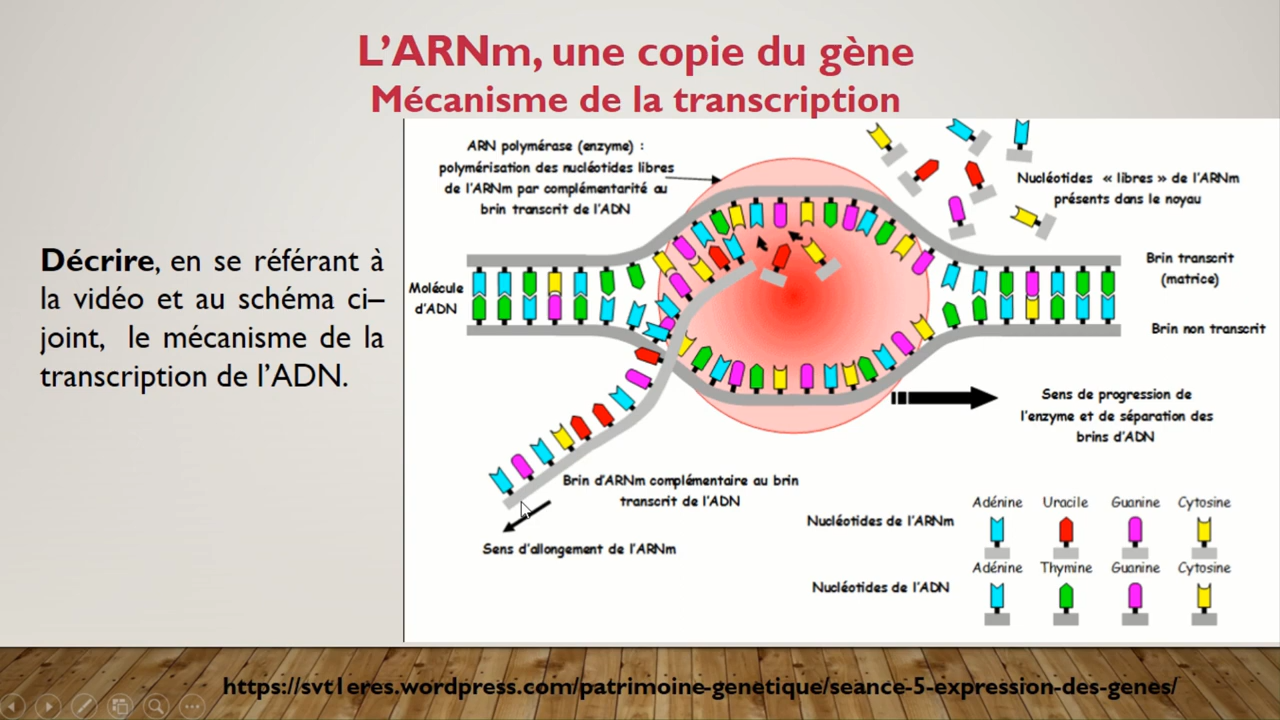 L’ARNm, une copie du gène
Mécanisme de la transcription
Décrire, en se référant à
la vidéo et au schéma ci–
joint, le mécanisme de la
transcription de l’ADN.
ARN polymérase (enzyme) :
polymérisation des nucléotides libres
de l’ARNm par complémentarité au
brin transcrit de l’ADN
Nucléotides « libres » de l’ARNm
présents dans le noyau
Molécule
d’ADN
Brin transcrit
(matrice)
Brin non transcrit
Sens de progression de
l’enzyme et de séparation des
brins d’ADN
Brin d’ARNm complémentaire au brin
transcrit de l’ADN
Sens d’allongement de l’ARNm
Adénine Uracile Guanine Cytosine
Nucléotides de l’ARNm
Adénine Thymine Guanine Cytosine
Nucléotides de l’ADN
https://svt1eres.wordpress.com/patrimoine-genetique/seance-5-expression-des-genes/